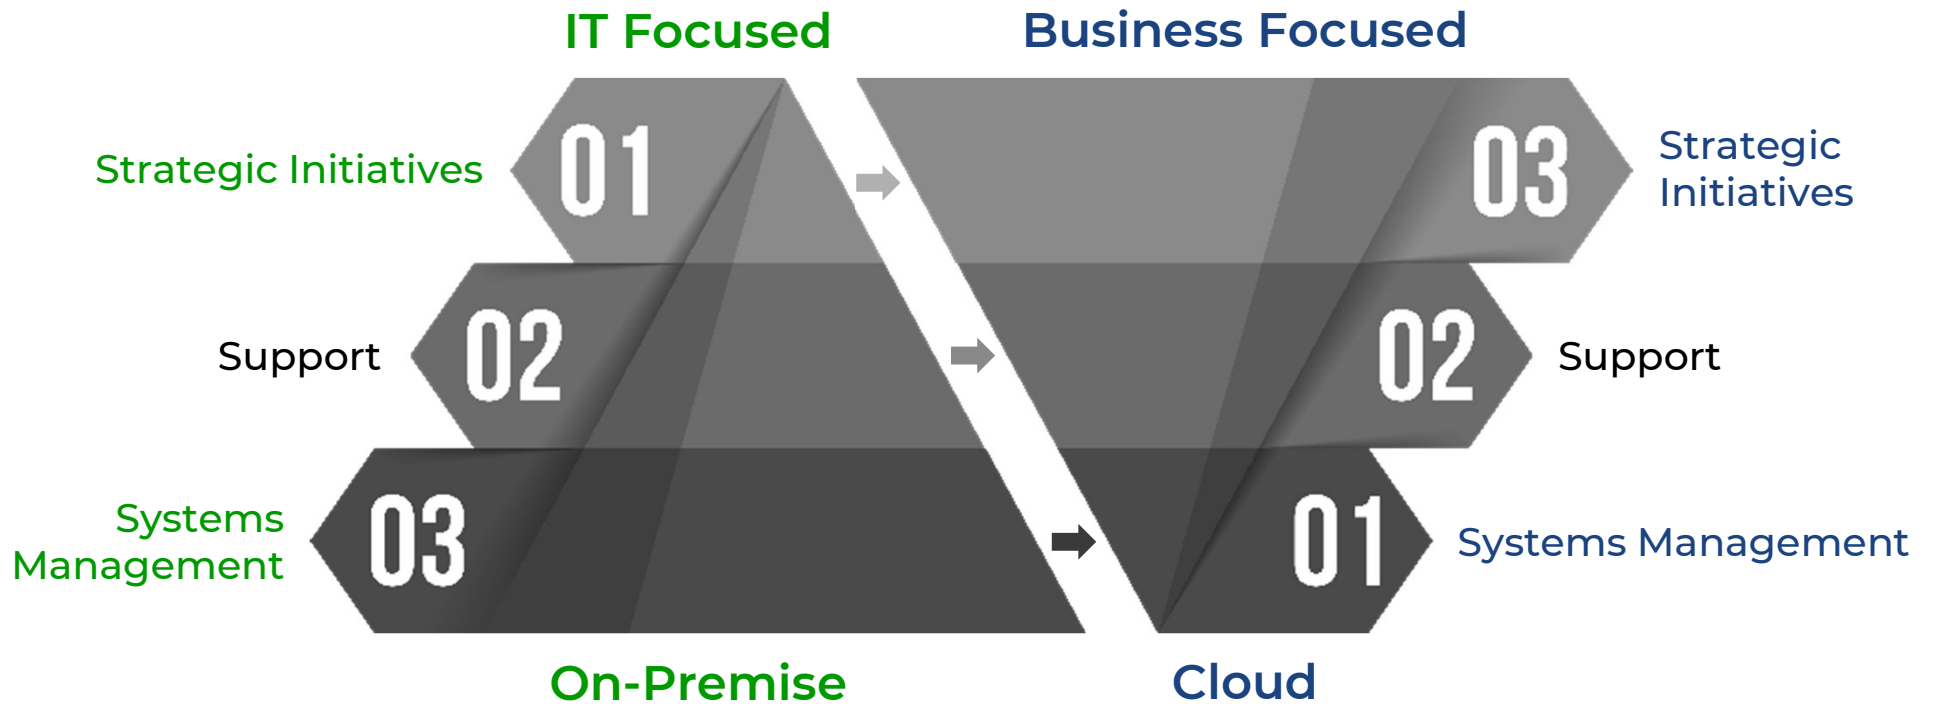 IT Focused
Business Focused
Strategic Initiatives
01
03
Strategic
Initiatives
Support
02
02
Support
Systems
Management
03
01
Systems Management
On-Premise
Cloud